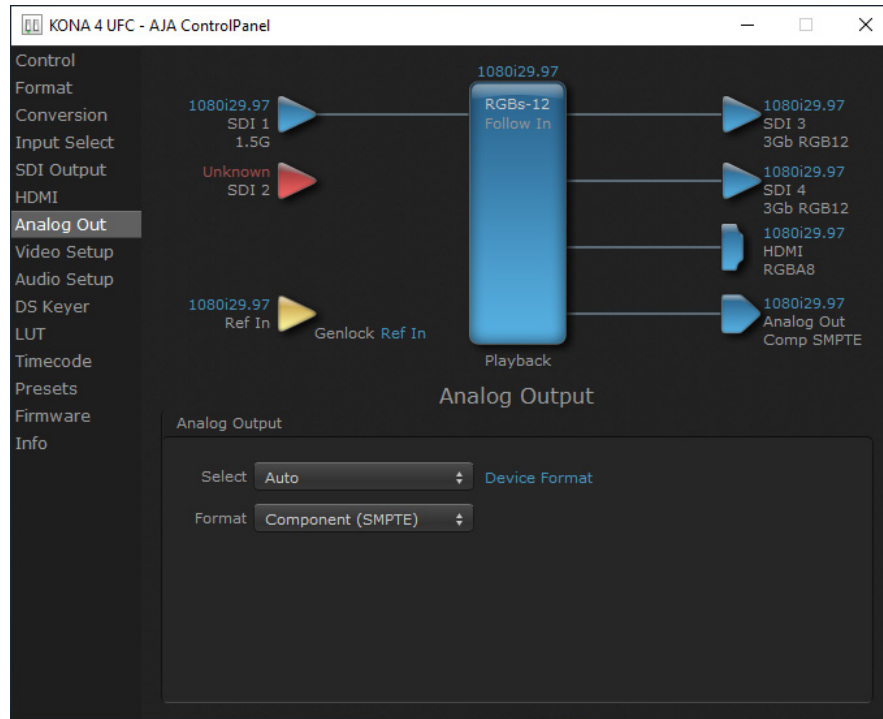 KONA 4 UFC - AJA ControlPanel
Control
Format
Conversion
Input Select
SDI Output
HDMI
Analog Out
Video Setup
Audio Setup
DS Keyer
LUT
Timecode
Presets
Firmware
Info
1080i29.97
SDI 1
1.5G
Unknown
SDI 2
1080i29.97
Ref In
Genlock Ref In
1080i29.97
RGBs-12
Follow In
Playback
1080i29.97
SDI 3
3Gb RGB12
1080i29.97
SDI 4
3Gb RGB12
1080i29.97
HDMI
RGBA8
1080i29.97
Analog Out
Comp SMPTE
Analog Output
Analog Output
Select Auto Device Format
Format Component (SMPTE)